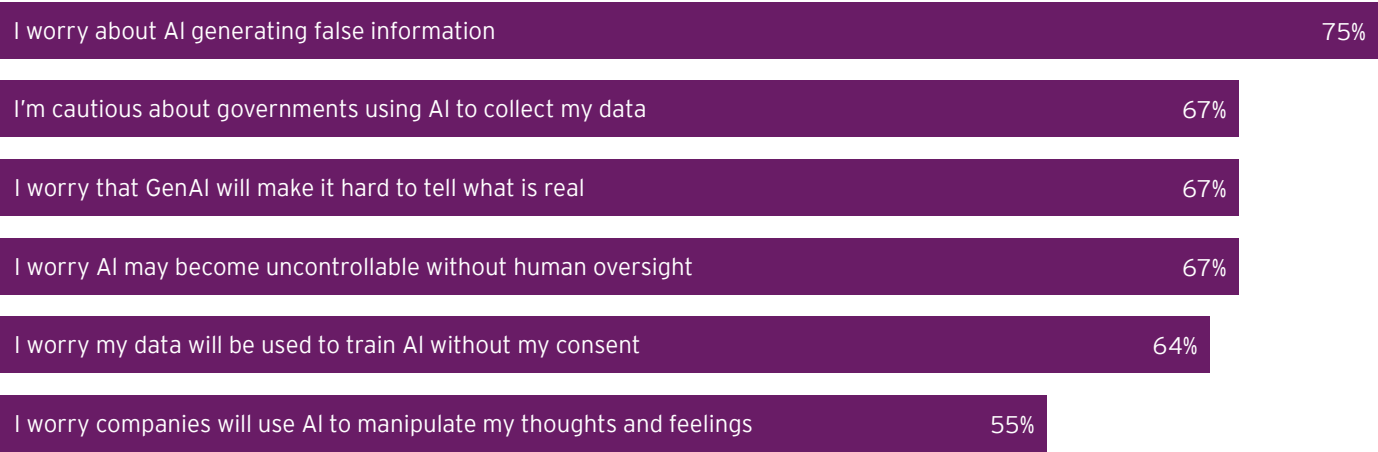 I worry about AI generating false information 75%
I'm cautious about governments using AI to collect my data 67%
I worry that GenAI will make it hard to tell what is real 67%
I worry AI may become uncontrollable without human oversight 67%
I worry my data will be used to train AI without my consent 64%
I worry companies will use AI to manipulate my thoughts and feelings 55%